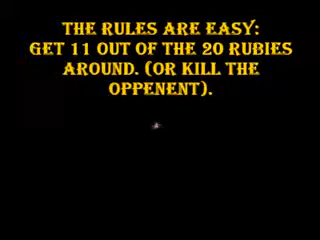 THE RULES ARE EASY:
GET 11 OUT OF THE 20 RUBIES
AROUND. (OR KILL THE
OPPENENT).